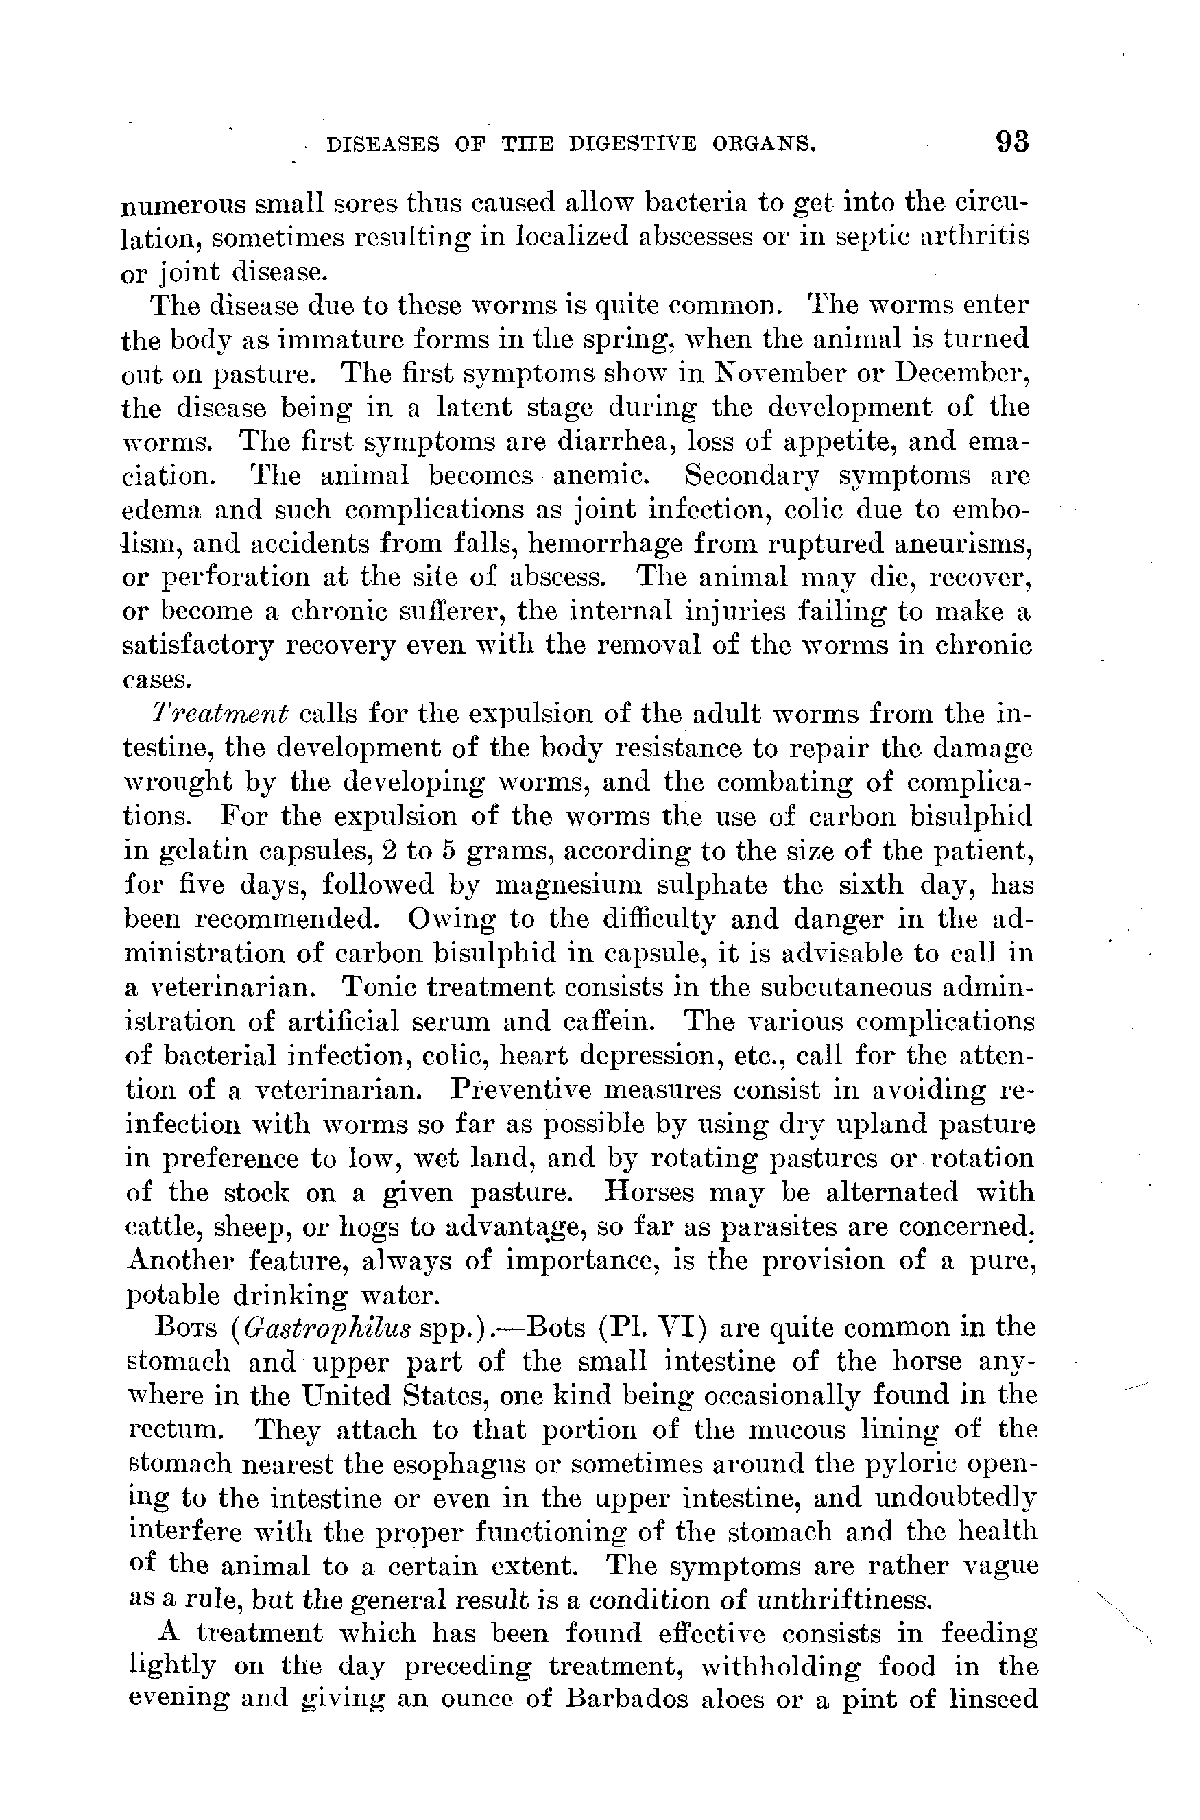 DISEASES OF THE DIGESTIVE ORGANS. 93
numerous small sores thus caused allow bacteria to get into the circu-
lation, sometimes resulting in localized abscesses or in septic arthritis
or joint disease.
The disease due to these worms is quite common. The worms enter
the body as immature forms in the spring, when the animal is turned
out on pasture. The first symptoms show in November or December,
the disease being in a latent stage during the development of the
worms. The first symptoms are diarrhea, loss of appetite, and ema-
ciation. The animal becomes anemic. Secondary symptoms are
edema and such complications as joint infection, colic due to embo-
lism, and accidents from falls, hemorrhage from ruptured aneurisms,
or perforation at the site of abscess. The animal may die, recover,
or become a chronic sufferer, the internal injuries failing to make a
satisfactory recovery even with the removal of the worms in chronic
cases.
Treatment calls for the expulsion of the adult worms from the in-
testine, the development of the body resistance to repair the damage
wrought by the developing worms, and the combating of complica-
tions. For the expulsion of the worms the use of carbon bisulphid
in gelatin capsules, 2 to 5 grams, according to the size of the patient,
for five days, followed by magnesium sulphate the sixth day, has
been recommended. Owing to the difficulty and danger in the ad-
ministration of carbon bisulphid in capsule, it is advisable to call in
a veterinarian. Tonic treatment consists in the subcutaneous admin-
istration of artificial serum and caffein. The various complications
of bacterial infection, colic, heart depression, etc., call for the atten-
tion of a veterinarian. Preventive measures consist in avoiding re-
infection with worms so far as possible by using dry upland pasture
in preference to low, wet land, and by rotating pastures or rotation
of the stock on a given pasture. Horses may be alternated with
cattle, sheep, or hogs to advantage, so far as parasites are concerned.
Another feature, always of importance, is the provision of a pure,
potable drinking water.
BOTS (Gastrophilus spp.).—Bots (Pl. VI) are quite common in the
stomach and upper part of the small intestine of the horse any-
where in the United States, one kind being occasionally found in the
rectum. They attach to that portion of the mucous lining of the
stomach nearest the esophagus or sometimes around the pyloric open-
ing to the intestine or even in the upper intestine, and undoubtedly
interfere with the proper functioning of the stomach and the health
of the animal to a certain extent. The symptoms are rather vague
as a rule, but the general result is a condition of unthriftiness.
A treatment which has been found effective consists in feeding
lightly on the day preceding treatment, withholding food in the
evening and giving an ounce of Barbados aloes or a pint of linseed